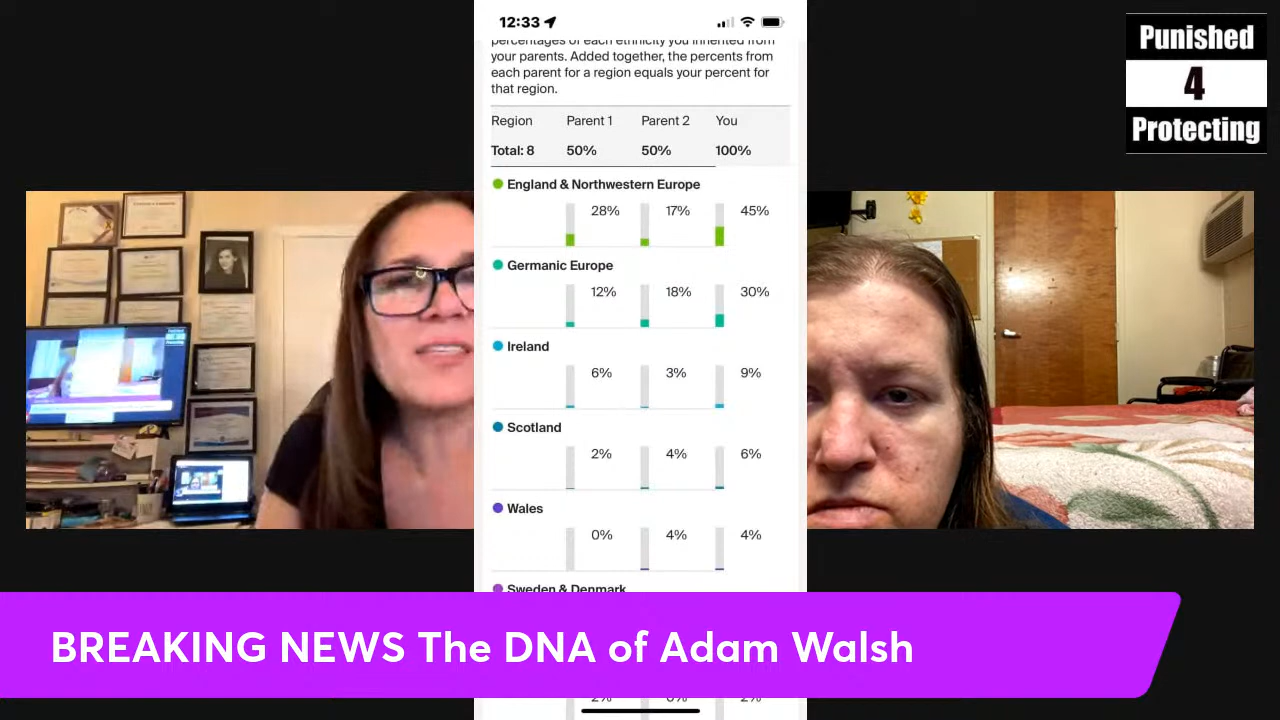 12:33
percentages of each ethnicity you inherited from
your parents. Added together, the percents from
each parent for a region equals your percent for
that region.
Region Parent 1 Parent 2 You
Total: 8 50% 50% 100%
England & Northwestern Europe
28% 17% 45%
Germanic Europe
12% 18% 30%
Ireland
6% 3% 9%
Scotland
2% 4% 6%
Wales
0% 4% 4%
Sweden & Denmark
2% 0% 2%
Punished
4
Protecting
BREAKING NEWS The DNA of Adam Walsh